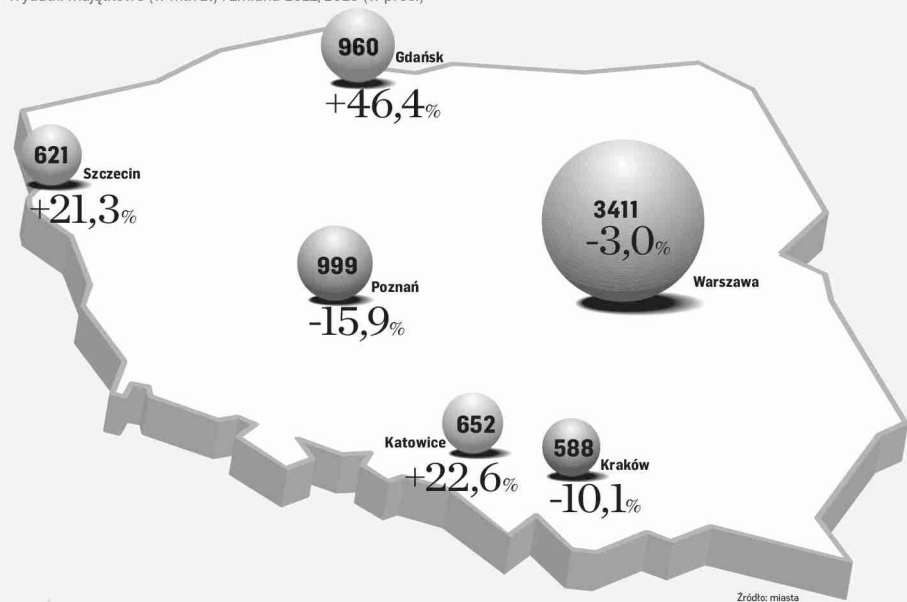 960
Gdańsk
+46,4%
621
Szczecin
+21,3%
3411
-3,0%
Warszawa
999
Poznań
-15,9%
652
Katowice
+22,6%
588
Kraków
-10,1%
Źródło: miasta